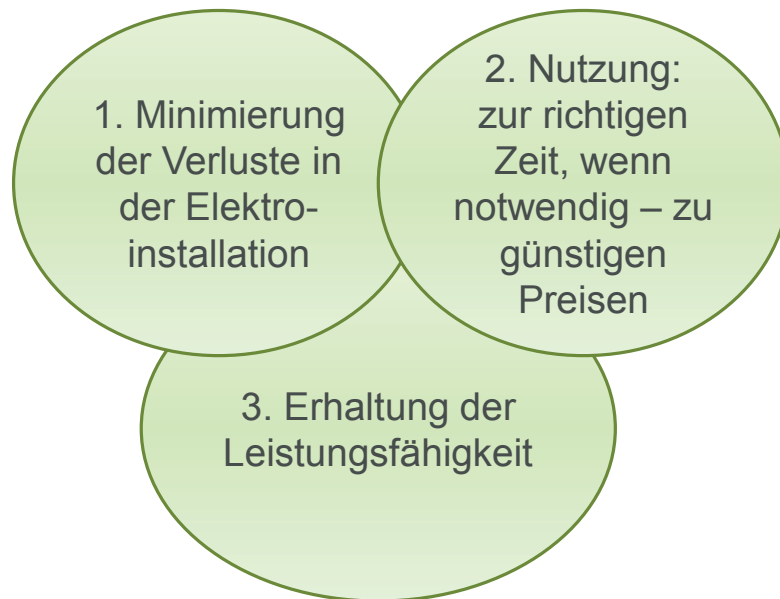 1. Minimierung
der Verluste in
der Elektro-
installation
2. Nutzung:
zur richtigen
Zeit, wenn
notwendig – zu
günstigen
Preisen
3. Erhaltung der
Leistungsfähigkeit